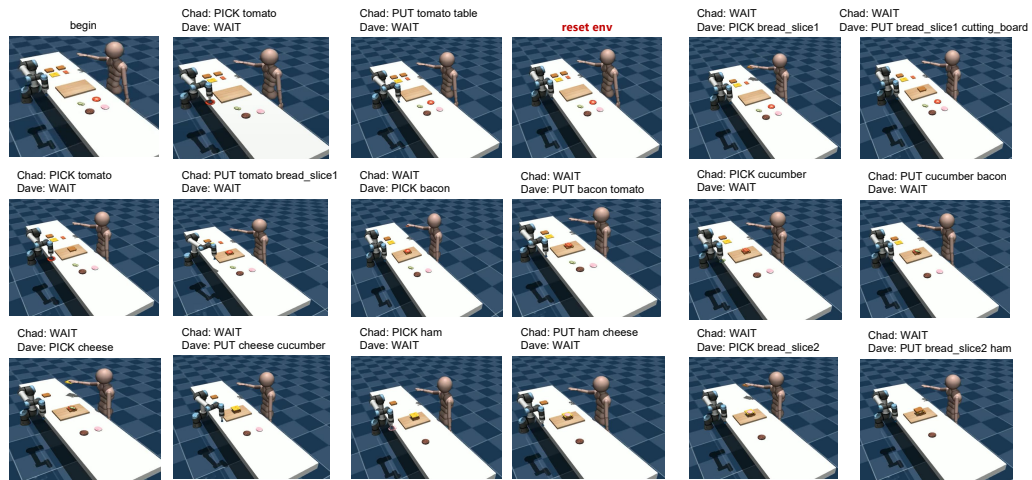 begin
Chad: PICK tomato
Dave: WAIT
Chad: PUT tomato table
Dave: WAIT
reset env
Chad: WAIT
Dave: PICK bread_slice1
Chad: WAIT
Dave: PUT bread_slice1 cutting_board
Chad: PICK tomato
Dave: WAIT
Chad: PUT tomato bread_slice1
Dave: WAIT
Chad: WAIT
Dave: PICK bacon
Chad: WAIT
Dave: PUT bacon tomato
Chad: PICK cucumber
Dave: WAIT
Chad: PUT cucumber bacon
Dave: WAIT
Chad: WAIT
Dave: PICK cheese
Chad: WAIT
Dave: PUT cheese cucumber
Chad: PICK ham
Dave: WAIT
Chad: PUT ham cheese
Dave: WAIT
Chad: WAIT
Dave: PICK bread_slice2
Chad: WAIT
Dave: PUT bread_slice2 ham